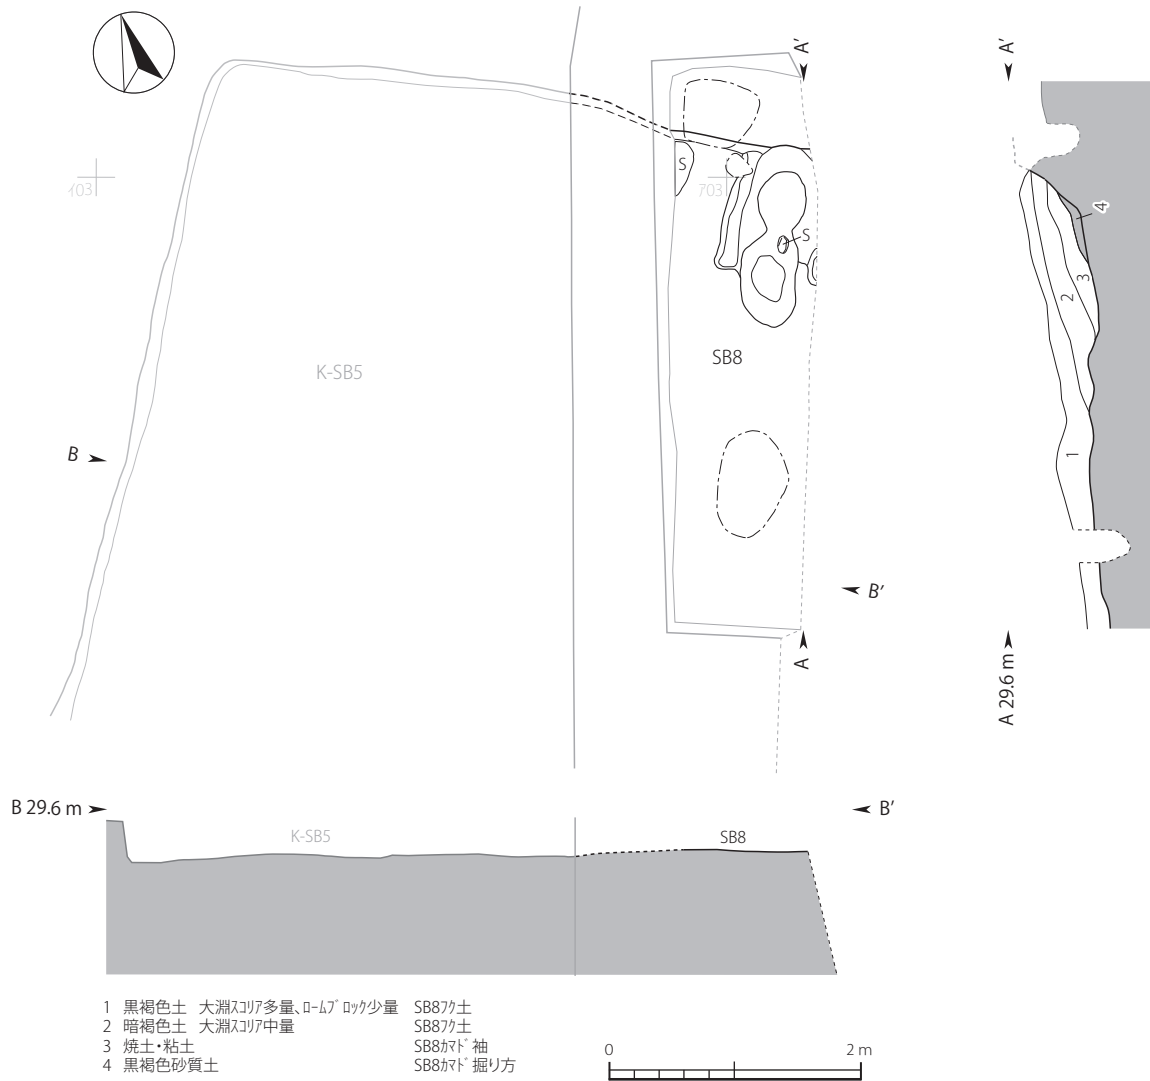 A'
A'
S
703
703
S
4
3
2
SB8
K-SB5
B
1
B'
A
A 29.6 m
B 29.6 m
B'
K-SB5
SB8
1 黒褐色土 大淵ｽｺﾘｱ多量､ﾛｰﾑﾌﾞﾛｯｸ少量 SB8ﾌｸ土
2 暗褐色土 大淵ｽｺﾘｱ中量 SB8ﾌｸ土
3 焼土・粘土 SB8ｶﾏﾄﾞ袖
4 黒褐色砂質土 SB8ｶﾏﾄﾞ掘り方
0 2 m